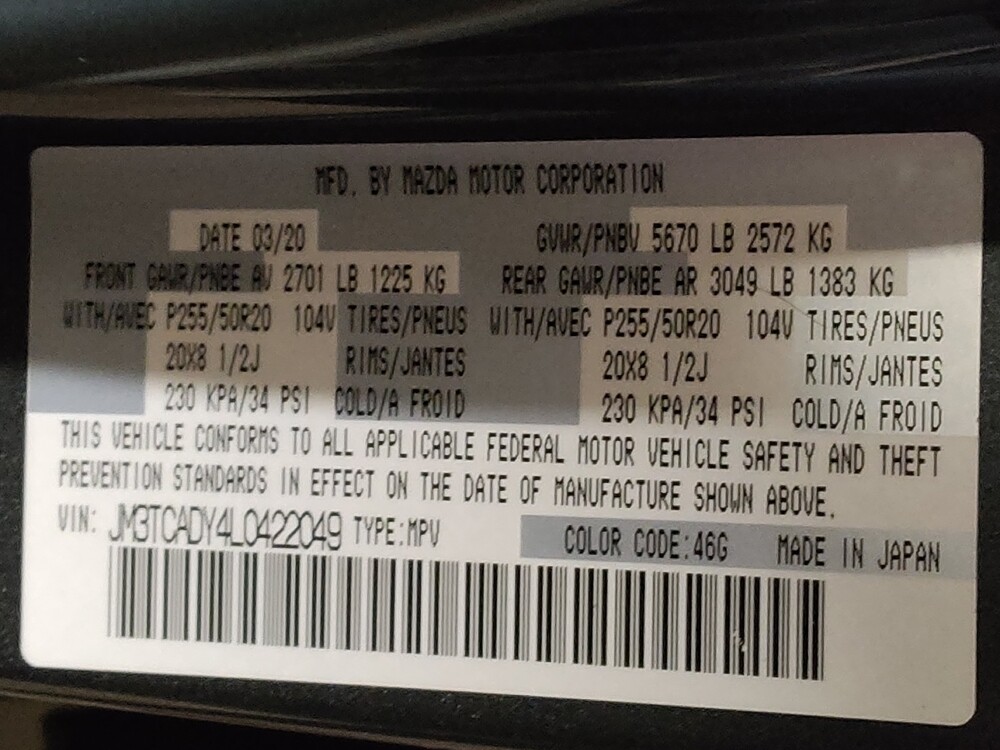 MFD. BY MAZDA MOTOR CORPORATION
DATE 03/20 GVWR/PNBV 5670 LB 2572 KG
FRONT GAWR/PNBE AV 2701 LB 1225 KG REAR GAWR/PNBE AR 3049 LB 1383 KG
WITH/AVEC P255/50R20 104V TIRES/PNEUS WITH/AVEC P255/50R20 104V TIRES/PNEUS
20X8 1/2J RIMS/JANTES 20X8 1/2J RIMS/JANTES
230 KPA/34 PSI COLD/A FROID 230 KPA/34 PSI COLD/A FROID
THIS VEHICLE CONFORMS TO ALL APPLICABLE FEDERAL MOTOR VEHICLE SAFETY AND THEFT
PREVENTION STANDARDS IN EFFECT ON THE DATE OF MANUFACTURE SHOWN ABOVE.
VIN: JM3TCADY4L0422049 TYPE:MPV COLOR CODE:46G MADE IN JAPAN